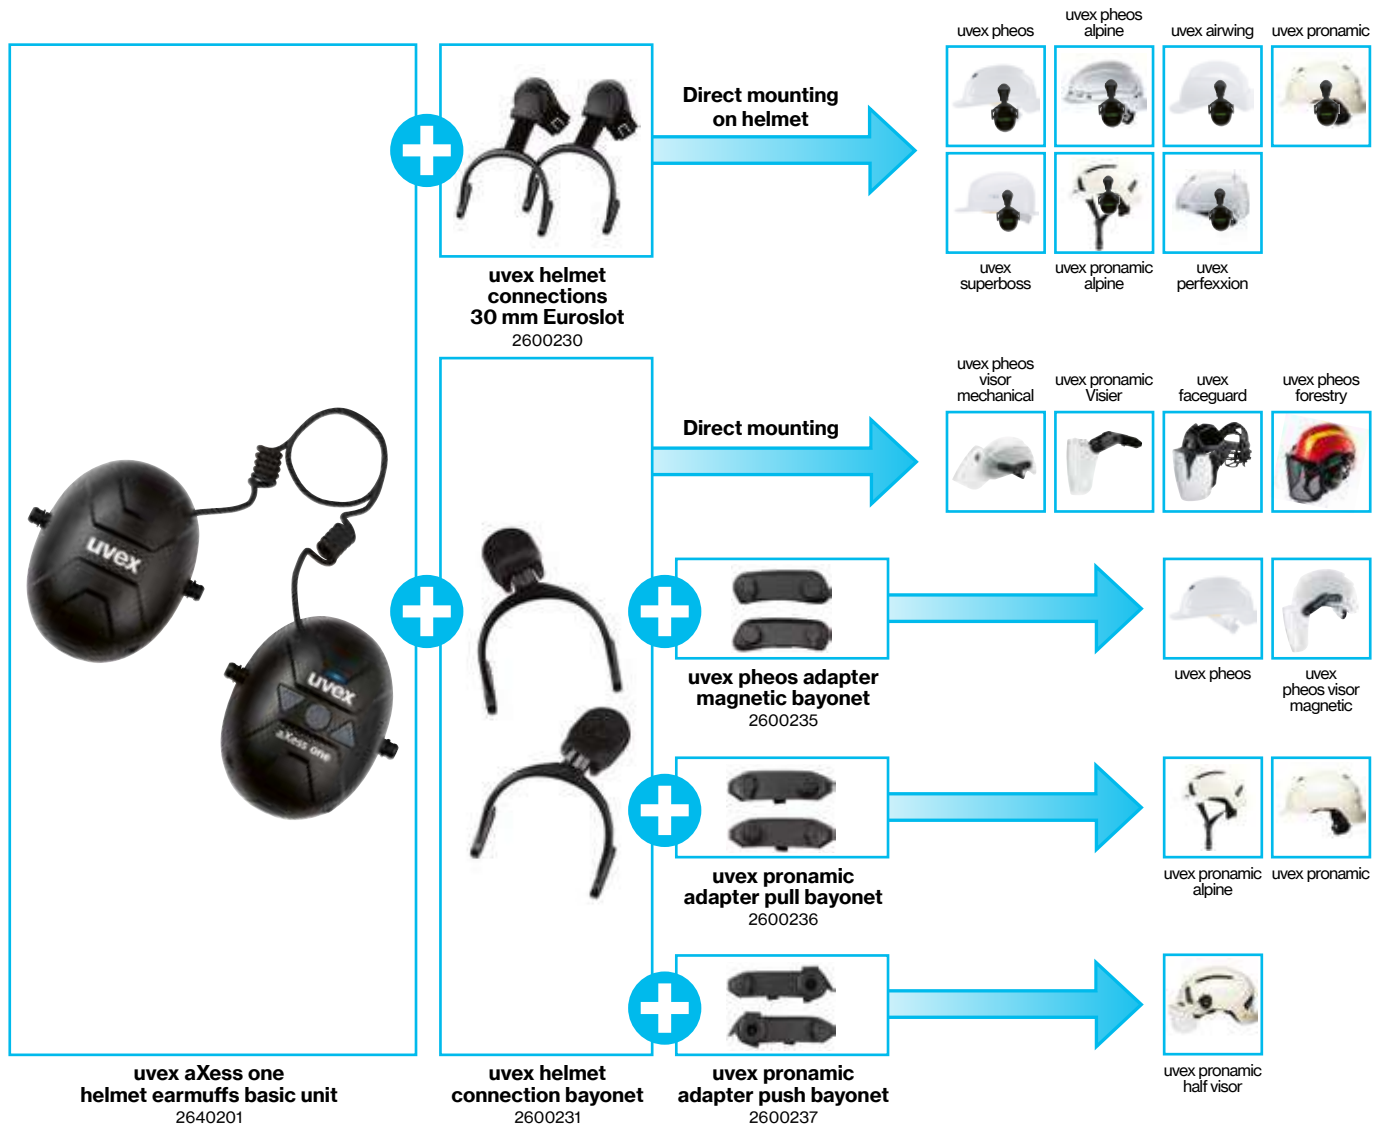 uvex pheos
uvex pheos
alpine
uvex airwing
uvex pronamic
Direct mounting
on helmet
uvex
superboss
uvex pronamic
alpine
uvex
perfexxion
uvex helmet
connections
30 mm Euroslot
2600230
uvex pheos
visor
mechanical
uvex pronamic
Visier
uvex
faceguard
uvex pheos
forestry
Direct mounting
uvex
uvex
aXess one
uvex pheos adapter
magnetic bayonet
2600235
uvex pheos
uvex
pheos visor
magnetic
uvex pronamic
adapter pull bayonet
2600236
uvex pronamic
alpine
uvex pronamic
uvex aXess one
helmet earmuffs basic unit
2640201
uvex helmet
connection bayonet
2600231
uvex pronamic
adapter push bayonet
2600237
uvex pronamic
half visor